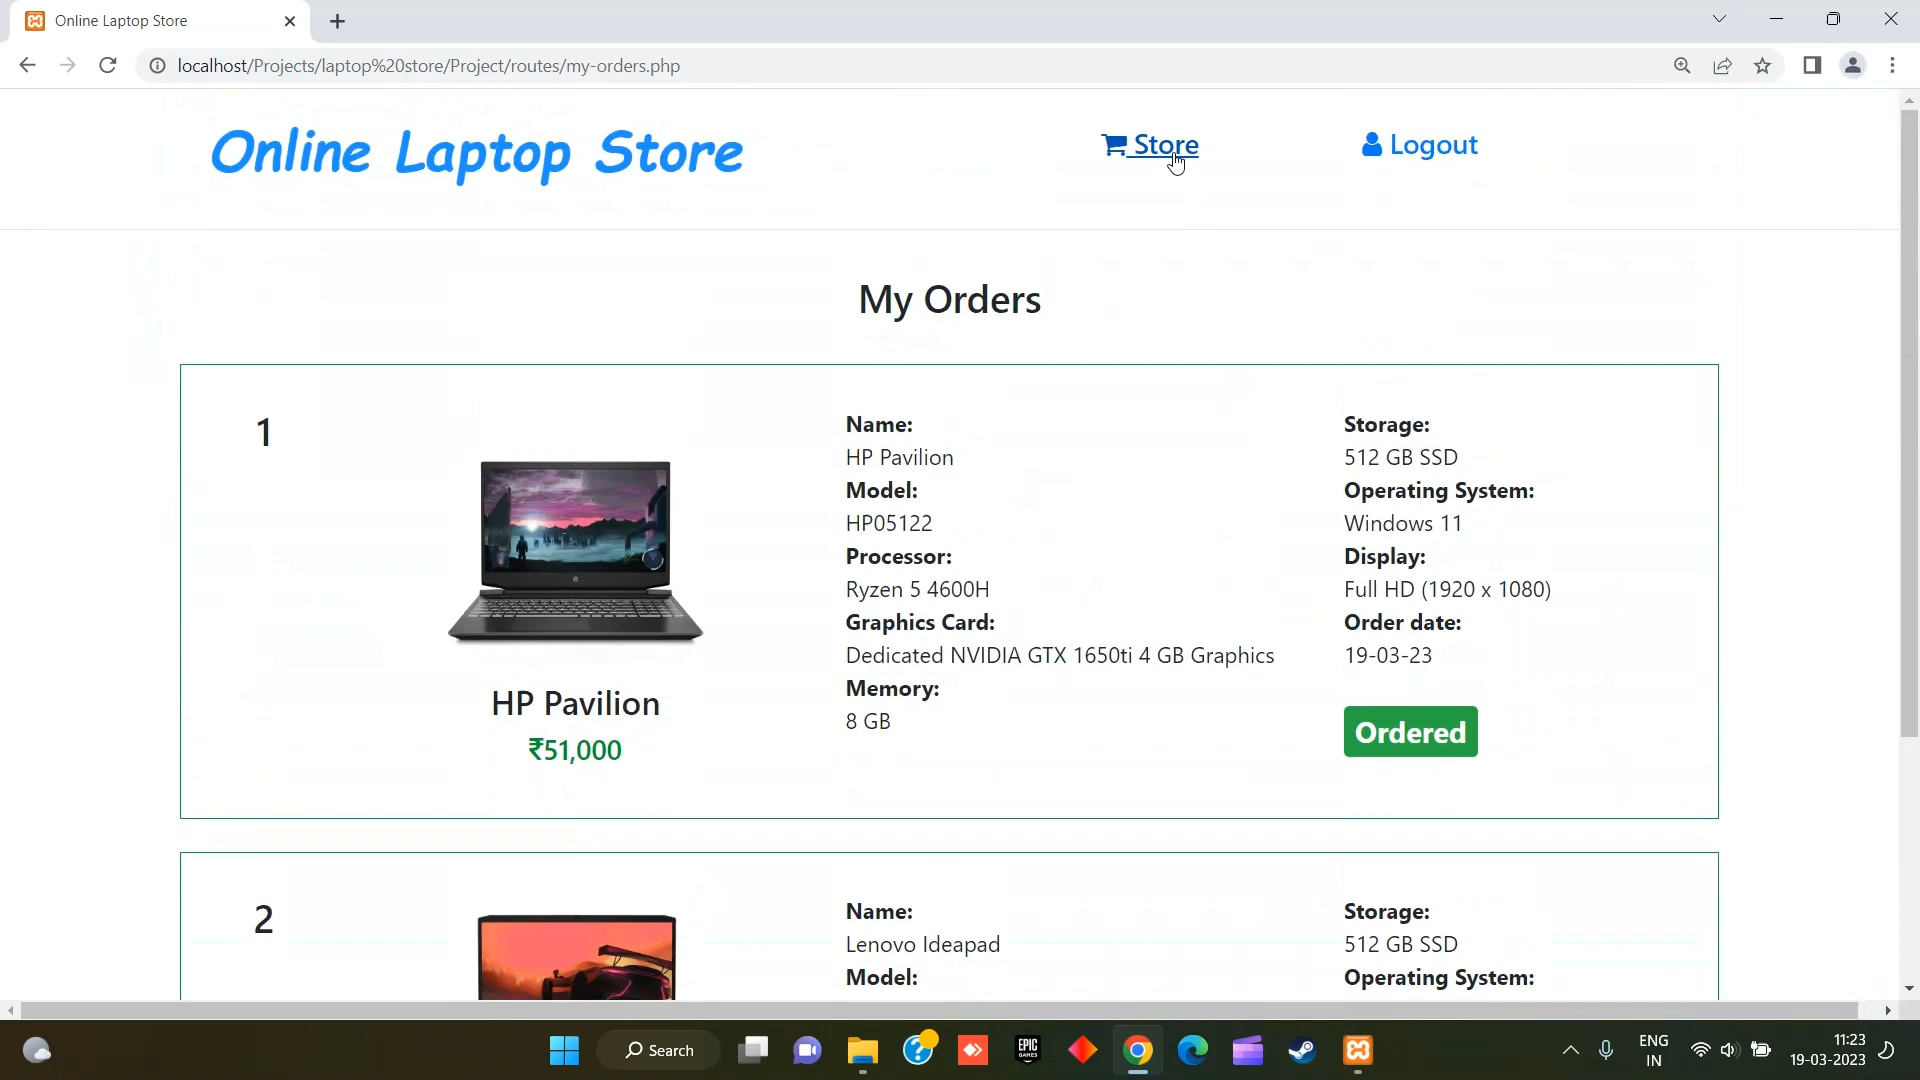 Online Laptop Store
localhost/Projects/laptop%20store/Project/routes/my-orders.php
Online Laptop Store
Store
Logout
My Orders
1
HP Pavilion
₹51,000
Name:
HP Pavilion
Model:
HP05122
Processor:
Ryzen 5 4600H
Graphics Card:
Dedicated NVIDIA GTX 1650ti 4 GB Graphics
Memory:
8 GB
Storage:
512 GB SSD
Operating System:
Windows 11
Display:
Full HD (1920 x 1080)
Order date:
19-03-23
Ordered
2
Name:
Lenovo Ideapad
Model:
Storage:
512 GB SSD
Operating System:
Search
EPIC
GAMES
ENG
IN
11:23
19-03-2023